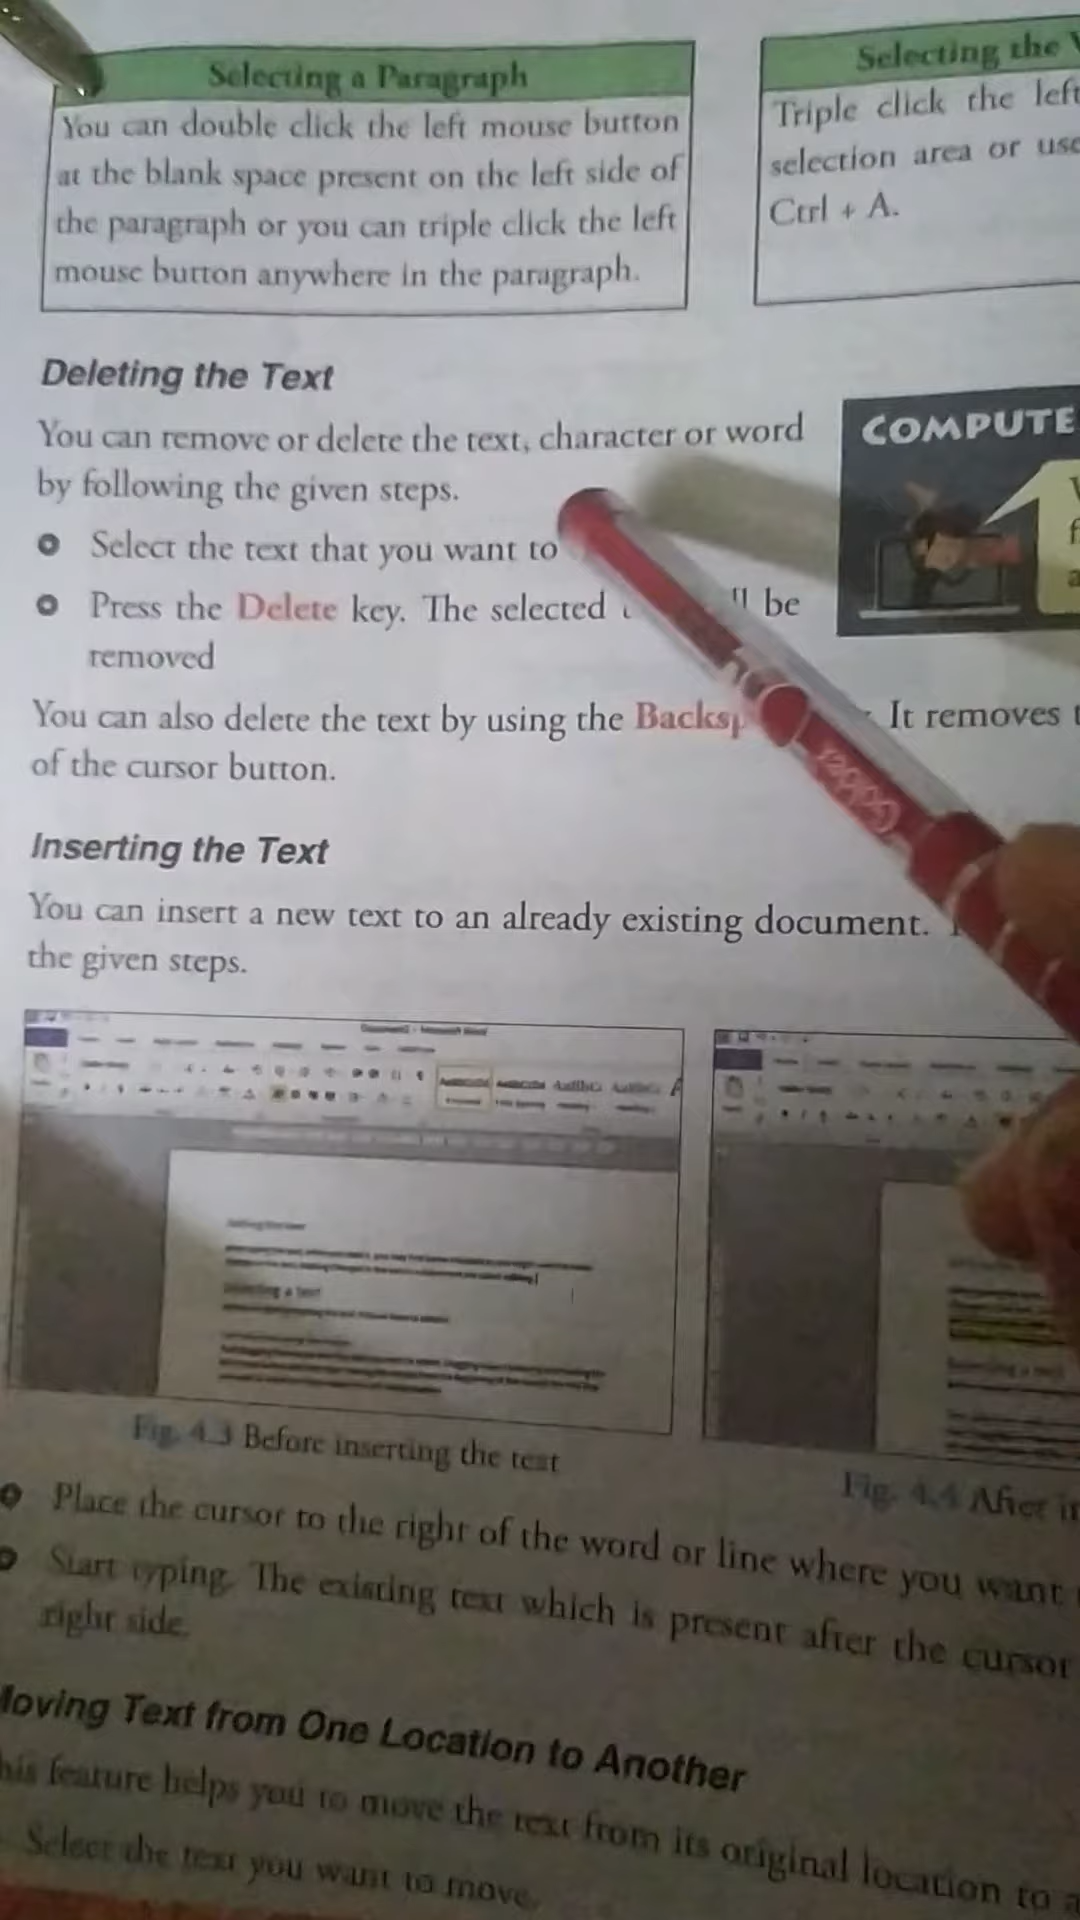 Selecting a Paragraph
You can double click the left mouse button
at the blank space present on the left side of
the paragraph or you can triple click the left
mouse button anywhere in the paragraph.
Selecting the
Triple click the left
selection area or use
Ctrl + A.
Deleting the Text
You can remove or delete the text, character or word
by following the given steps.
Select the text that you want to
Press the Delete key. The selected be
removed
COMPUTE
You can also delete the text by using the Backsp It removes
of the cursor button.
Inserting the Text
You can insert a new text to an already existing document.
the given steps.
Fig. 4.3 Before inserting the text
Fig. 4.4 After
Place the cursor to the right of the word or line where you want
Start typing. The existing text which is present after the cursor
right side.
Moving Text from One Location to Another
his feature helps you to move the text from its original location to
Select the text you want to move.
Cello